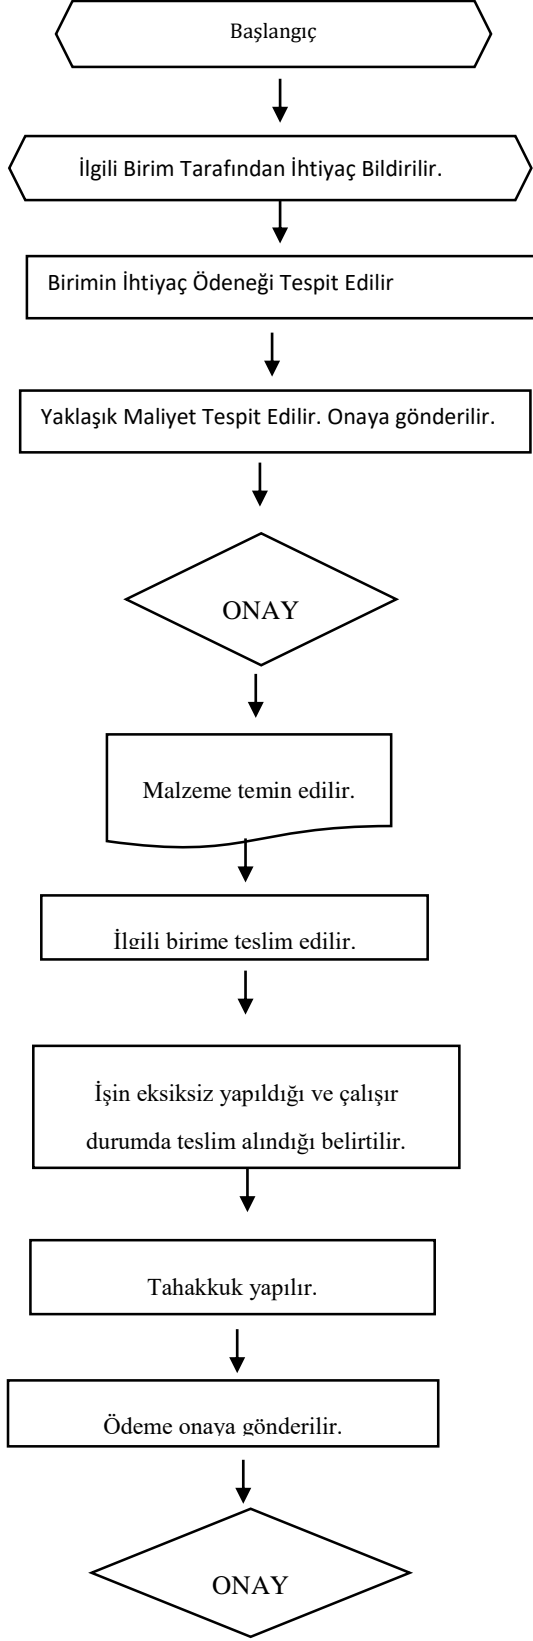 Başlangıç
İlgili Birim Tarafından İhtiyaç Bildirilir.
Birimin İhtiyaç Ödeneği Tespit Edilir
Yaklaşık Maliyet Tespit Edilir. Onaya gönderilir.
ONAY
Malzeme temin edilir.
İlgili birime teslim edilir.
İşin eksiksiz yapıldığı ve çalışır
durumda teslim alındığı belirtilir.
Tahakkuk yapılır.
Ödeme onaya gönderilir.
ONAY